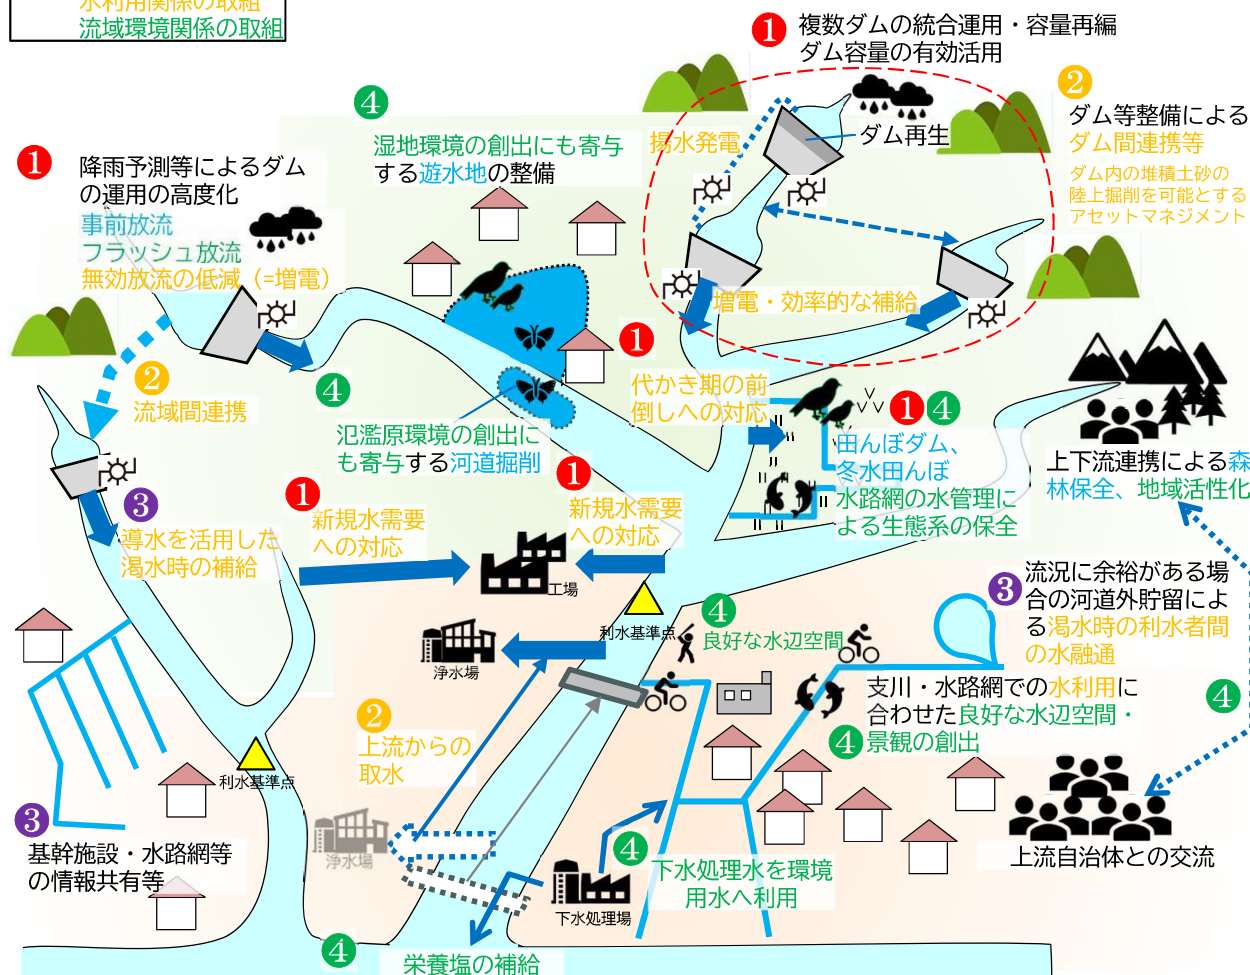 水利用関係の取組
流域環境関係の取組
❶
複数ダムの統合運用・容量再編
ダム容量の有効活用
❹
湿地環境の創出にも寄与
する遊水地の整備
揚水発電
ダム再生
❷
ダム等整備による
ダム間連携等
ダム内の堆積土砂の
陸上掘削を可能とする
アセットマネジメント
❶
降雨予測等によるダム
の運用の高度化
事前放流
フラッシュ放流
無効放流の低減（=増電）
増電・効率的な補給
❷
流域間連携
❹
氾濫原環境の創出に
も寄与する河道掘削
❶
代かき期の前
倒しへの対応
❶❹
田んぼダム、
冬水田んぼ
水路網の水管理に
よる生態系の保全
上下流連携による森
林保全、地域活性化
❸
導水を活用した
渇水時の補給
❶
新規水需要
への対応
❶
新規水需要
への対応
工場
利水基準点
浄水場
❹
良好な水辺空間
❸
流況に余裕がある場
合の河道外貯留によ
る渇水時の利水者間
の水融通
❹
支川・水路網での水利用に
合わせた良好な水辺空間・
景観の創出
❹
❷
上流からの
取水
利水基準点
❸
基幹施設・水路網等
の情報共有等
浄水場
❹
下水処理水を環境
用水へ利用
下水処理場
上流自治体との交流
❹
栄養塩の補給